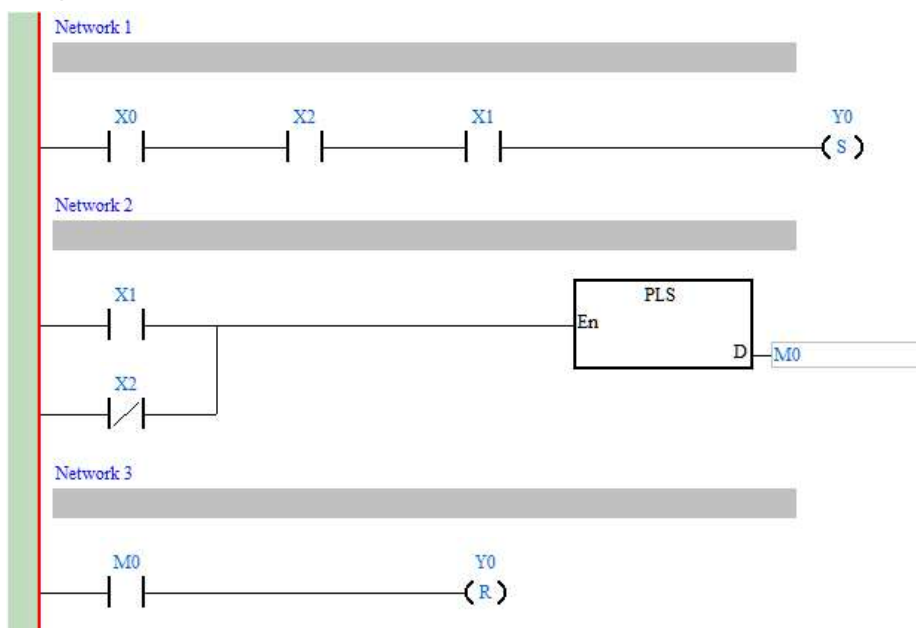 Network 1
X0 X2 X1 Y0
S
Network 2
X1 PLS
En
D M0
X2
Network 3
M0 Y0
R